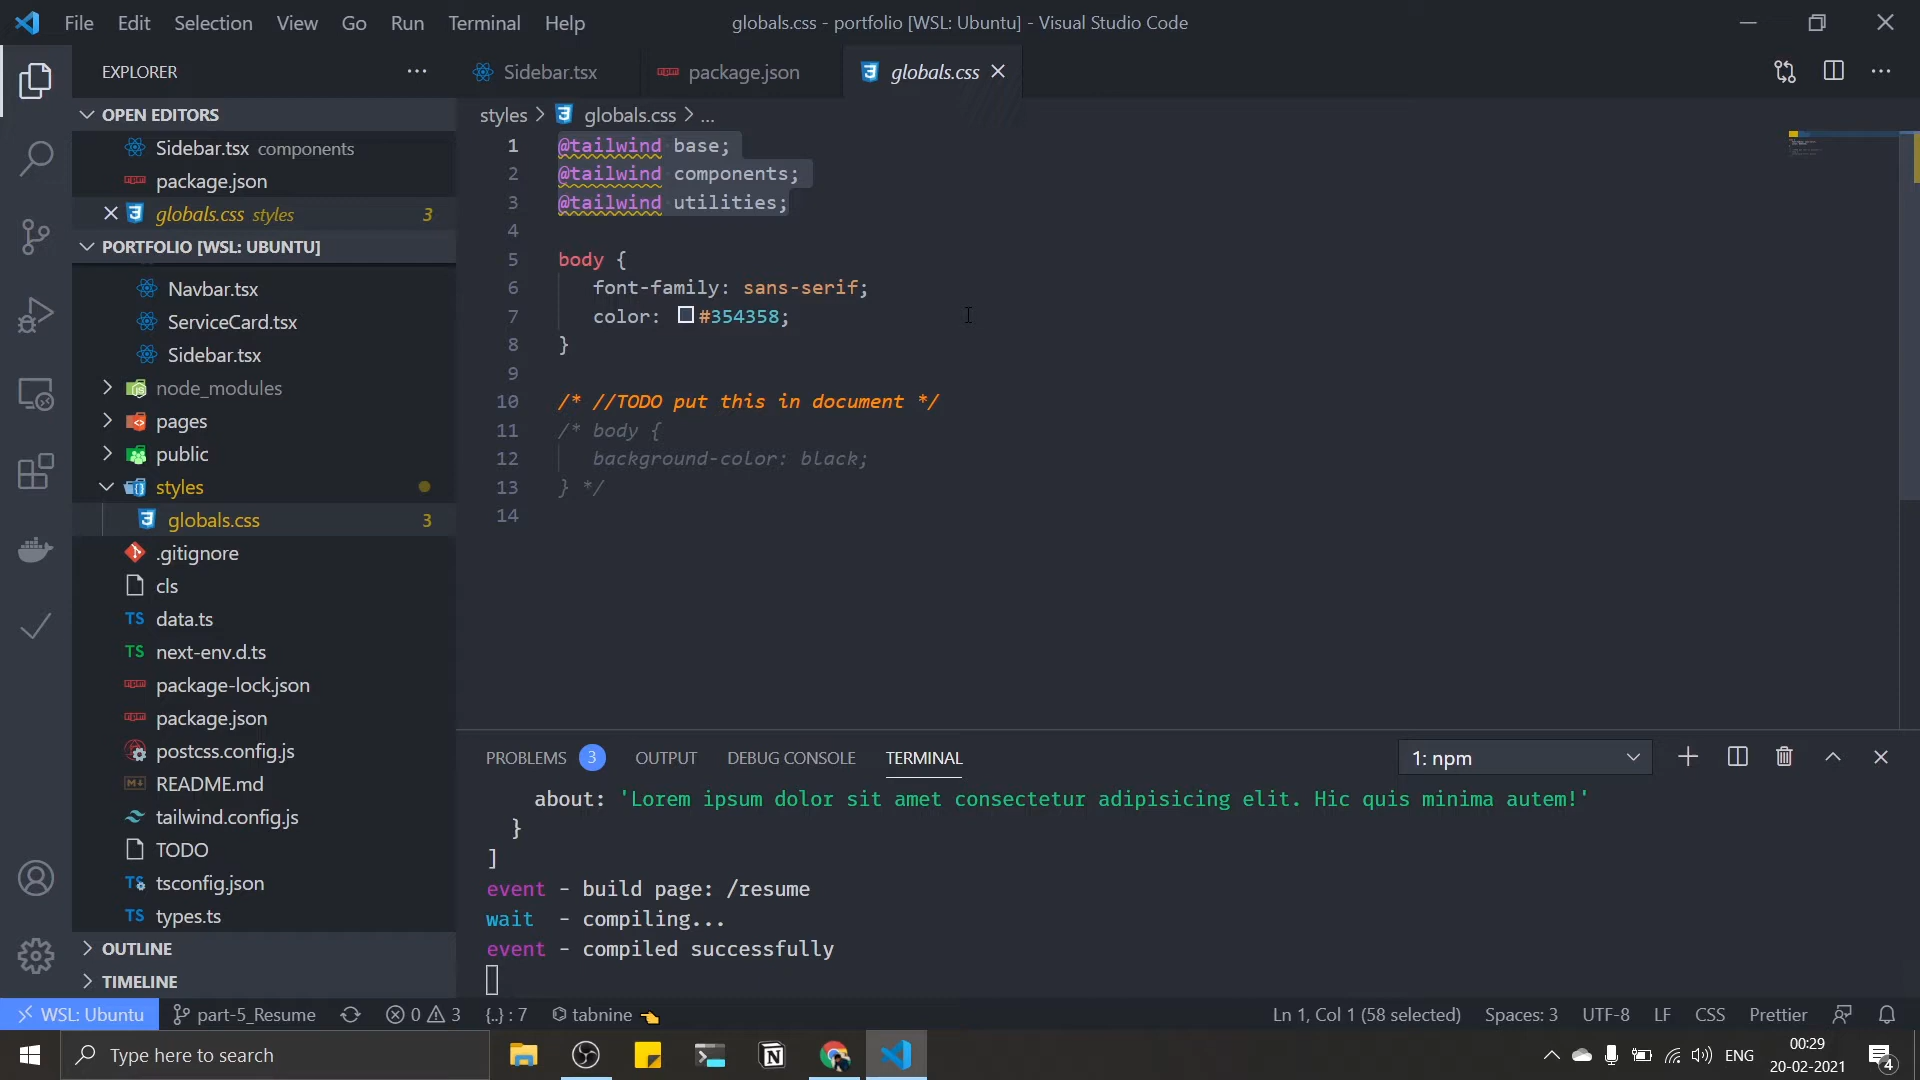 File Edit Selection View Go Run Terminal Help
globals.css - portfolio [WSL: Ubuntu] - Visual Studio Code
EXPLORER
OPEN EDITORS
Sidebar.tsx components
package.json
globals.css styles 3
PORTFOLIO [WSL: UBUNTU]
Navbar.tsx
ServiceCard.tsx
Sidebar.tsx
node_modules
pages
public
styles
globals.css 3
.gitignore
cls
TS data.ts
TS next-env.d.ts
package-lock.json
package.json
postcss.config.js
README.md
tailwind.config.js
TODO
tsconfig.json
TS types.ts
OUTLINE
TIMELINE
Sidebar.tsx package.json globals.css
styles > globals.css > ...
1 @tailwind base;
2 @tailwind components;
3 @tailwind utilities;
4
5 body {
6 font-family: sans-serif;
7 color: #354358;
8 }
9
10 /* //TODO put this in document */
11 /* body {
12 background-color: black;
13 } */
14
PROBLEMS 3 OUTPUT DEBUG CONSOLE TERMINAL 1: npm
about: 'Lorem ipsum dolor sit amet consectetur adipisicing elit. Hic quis minima autem!'
}
]
event - build page: /resume
wait - compiling...
event - compiled successfully
WSL: Ubuntu part-5_Resume 0 3 {..} : 7 tabnine Ln 1, Col 1 (58 selected) Spaces: 3 UTF-8 LF CSS Prettier
Type here to search
ENG
00:29
20-02-2021
4